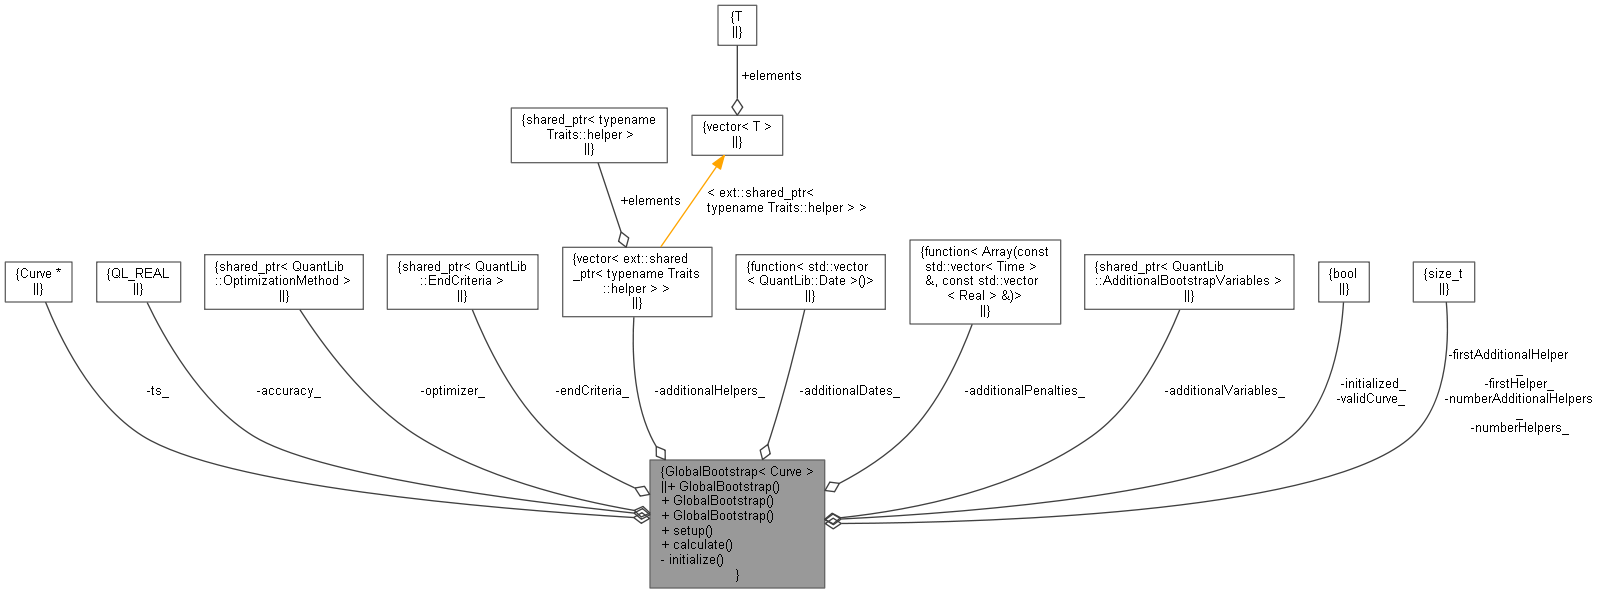 {T
||}
+elements
{shared_ptr< typename
Traits::helper >
||}
{vector< T >
||}
+elements
< ext::shared_ptr<
typename Traits::helper > >
{Curve *
||}
{QL_REAL
||}
{shared_ptr< QuantLib
::OptimizationMethod >
||}
{shared_ptr< QuantLib
::EndCriteria >
||}
{vector< ext::shared
_ptr< typename Traits
::helper > >
||}
{function< std::vector
< QuantLib::Date >()>
||}
{function< Array(const
std::vector< Time >
&, const std::vector
< Real > &)>
||}
{shared_ptr< QuantLib
::AdditionalBootstrapVariables >
||}
{bool
||}
{size_t
||}
-ts_
-accuracy_
-optimizer_
-endCriteria_
-additionalHelpers_
-additionalDates_
-additionalPenalties_
-additionalVariables_
-initialized_
-validCurve_
-firstAdditionalHelper
_
-firstHelper_
-numberAdditionalHelpers
_
-numberHelpers_
{GlobalBootstrap< Curve >
||+ GlobalBootstrap()
+ GlobalBootstrap()
+ GlobalBootstrap()
+ setup()
+ calculate()
- initialize()
}